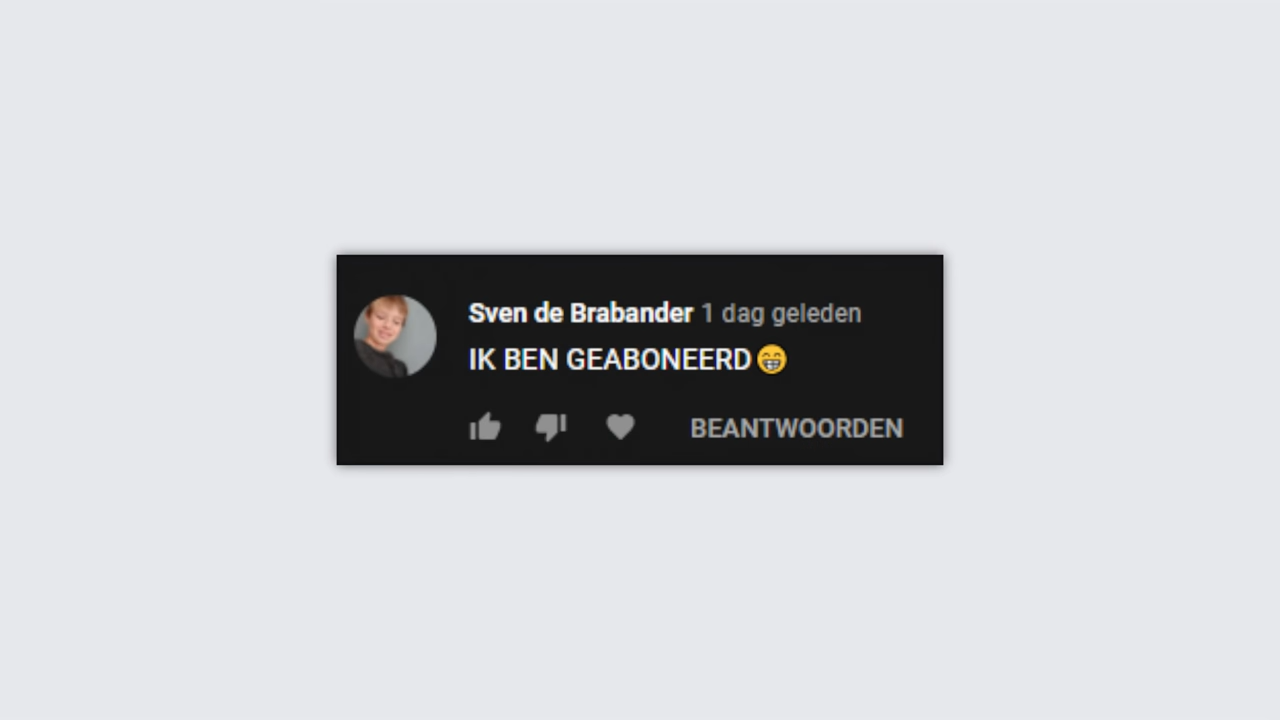 Sven de Brabander 1 dag geleden
IK BEN GEABONEERD😁
BEANTWOORDEN